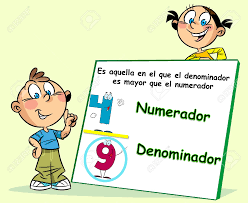 Es aquella en el que el denominador
es mayor que el numerador
4
Numerador
9
Denominador